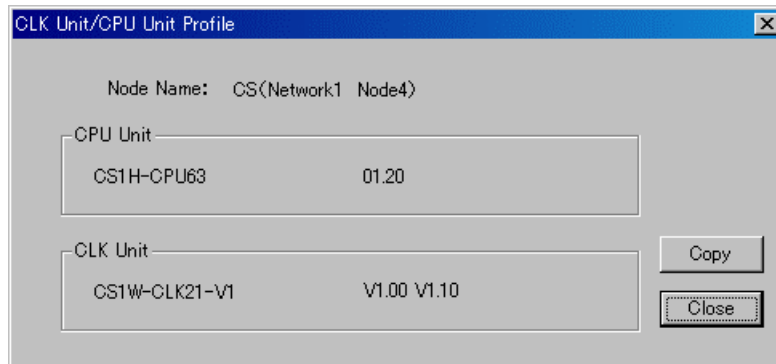 CLK Unit/CPU Unit Profile
Node Name: CS(Network1 Node4)
CPU Unit
CS1H-CPU63 01.20
CLK Unit
CS1W-CLK21-V1 V1.00 V1.10
Copy
Close